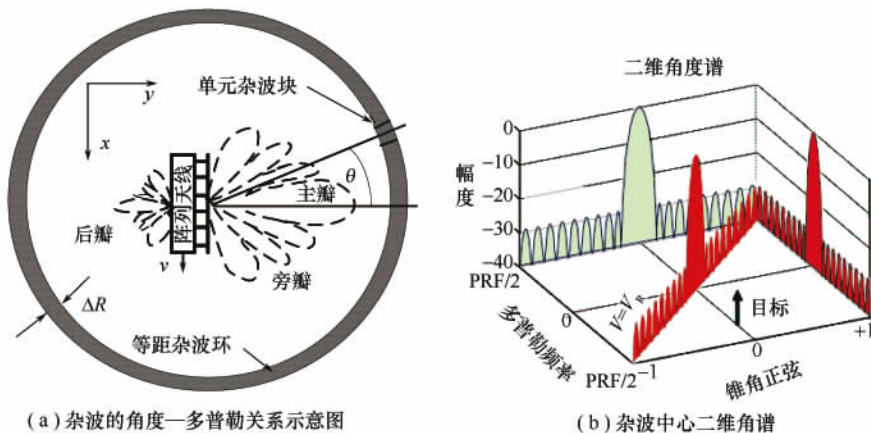 y
x
单元杂波块
θ
阵列天线
主瓣
后瓣
旁瓣
v
ΔR
等距杂波环
(a)杂波的角度—多普勒关系示意图
二维角度谱
幅度
0
−10
−20
−30
−40
PRF/2
0
PRF/2
多普勒频率
V=V_R
目标
−1
0
+1
锥角正弦
(b)杂波中心二维角谱